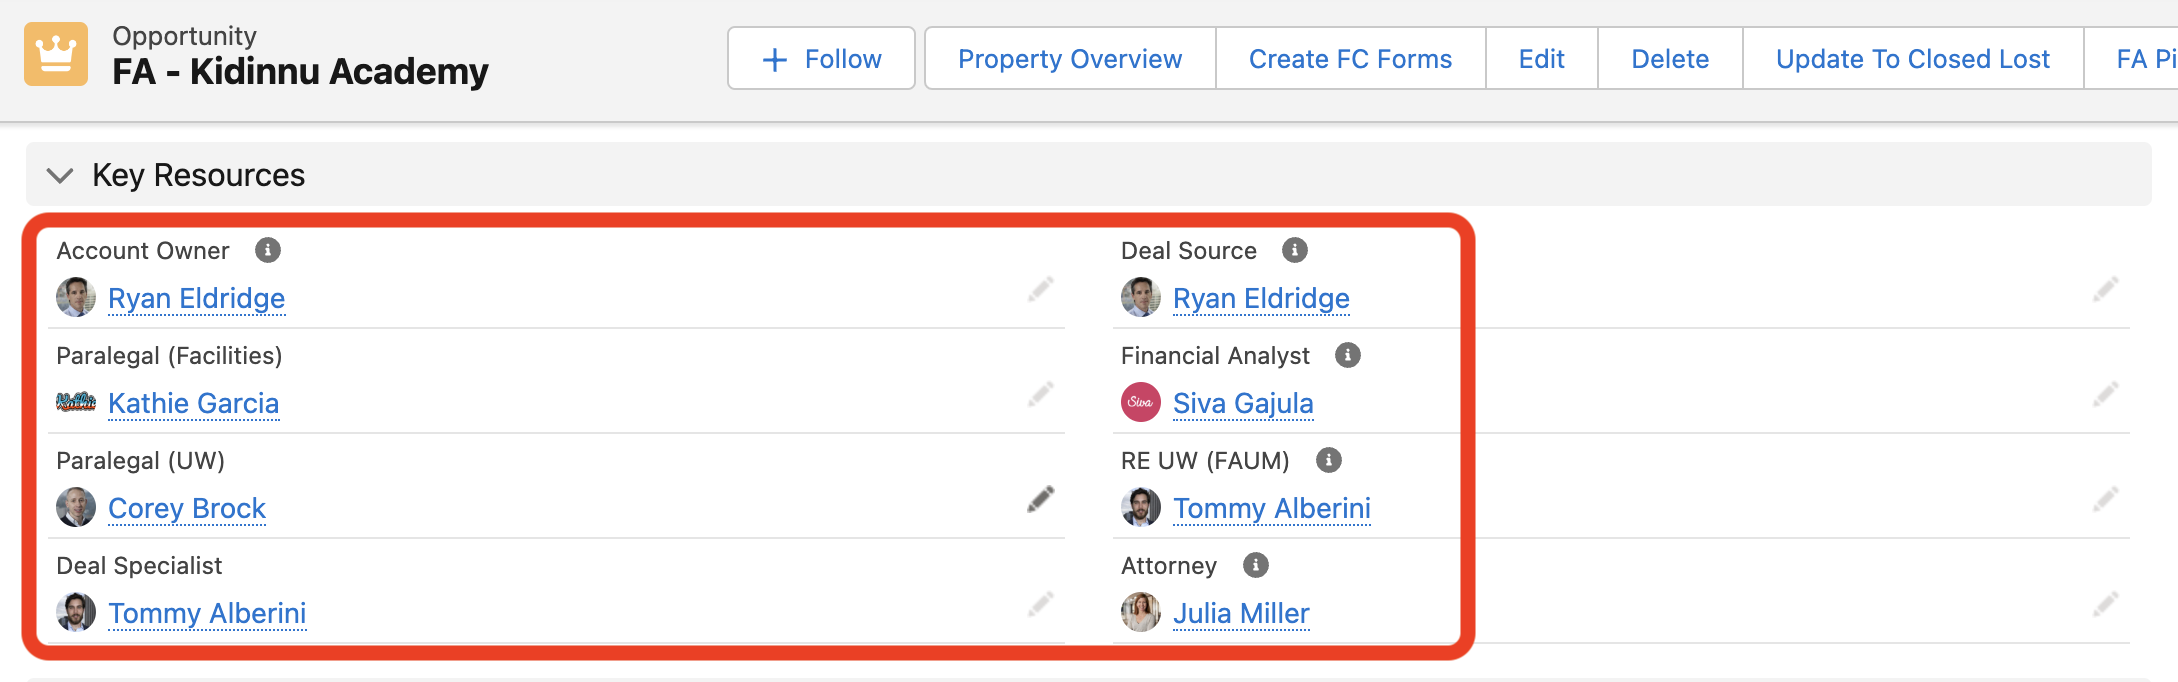 Opportunity
FA - Kidinnu Academy
+ Follow
Property Overview
Create FC Forms
Edit
Delete
Update To Closed Lost
FA Pi
Key Resources
Account Owner
Ryan Eldridge
Deal Source
Ryan Eldridge
Paralegal (Facilities)
Kathie
Kathie Garcia
Financial Analyst
Siva
Siva Gajula
Paralegal (UW)
Corey Brock
RE UW (FAUM)
Tommy Alberini
Deal Specialist
Tommy Alberini
Attorney
Julia Miller